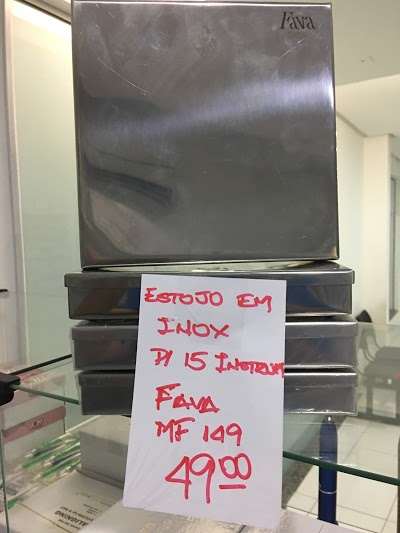 Fava
ESTOJO EM
INOX
P/ 15 INSTRUM
FAVA
MF 149
49,00